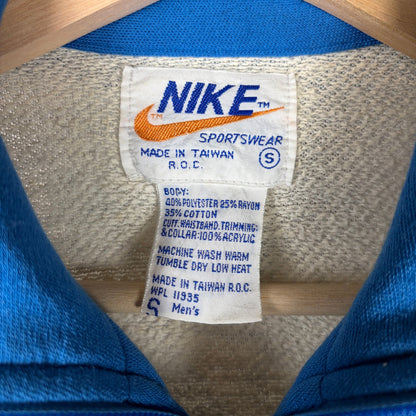 NIKE™
™
SPORTSWEAR
MADE IN TAIWAN
R.O.C.
S
BODY:
40% POLYESTER 25% RAYON
35% COTTON
CUFF, WAISTBAND, TRIMMING
& COLLAR: 100% ACRYLIC
MACHINE WASH WARM
TUMBLE DRY LOW HEAT
MADE IN TAIWAN R.O.C.
WPL 11935
S Men's